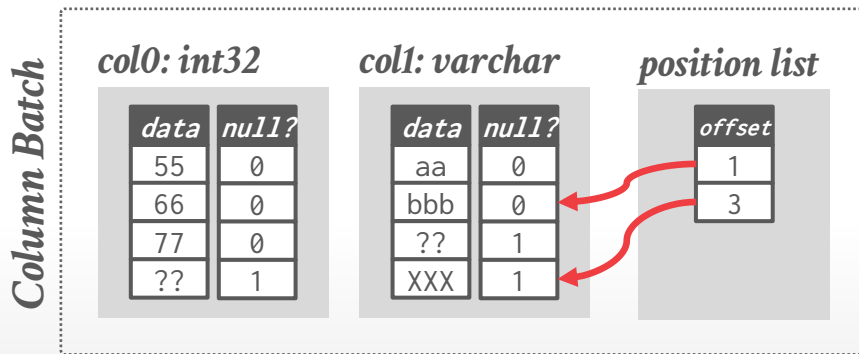 Column Batch
col0: int32 col1: varchar position list
data null? data null? offset
55 0 aa 0 1
66 0 bbb 0 3
77 0 ?? 1
?? 1 XXX 1